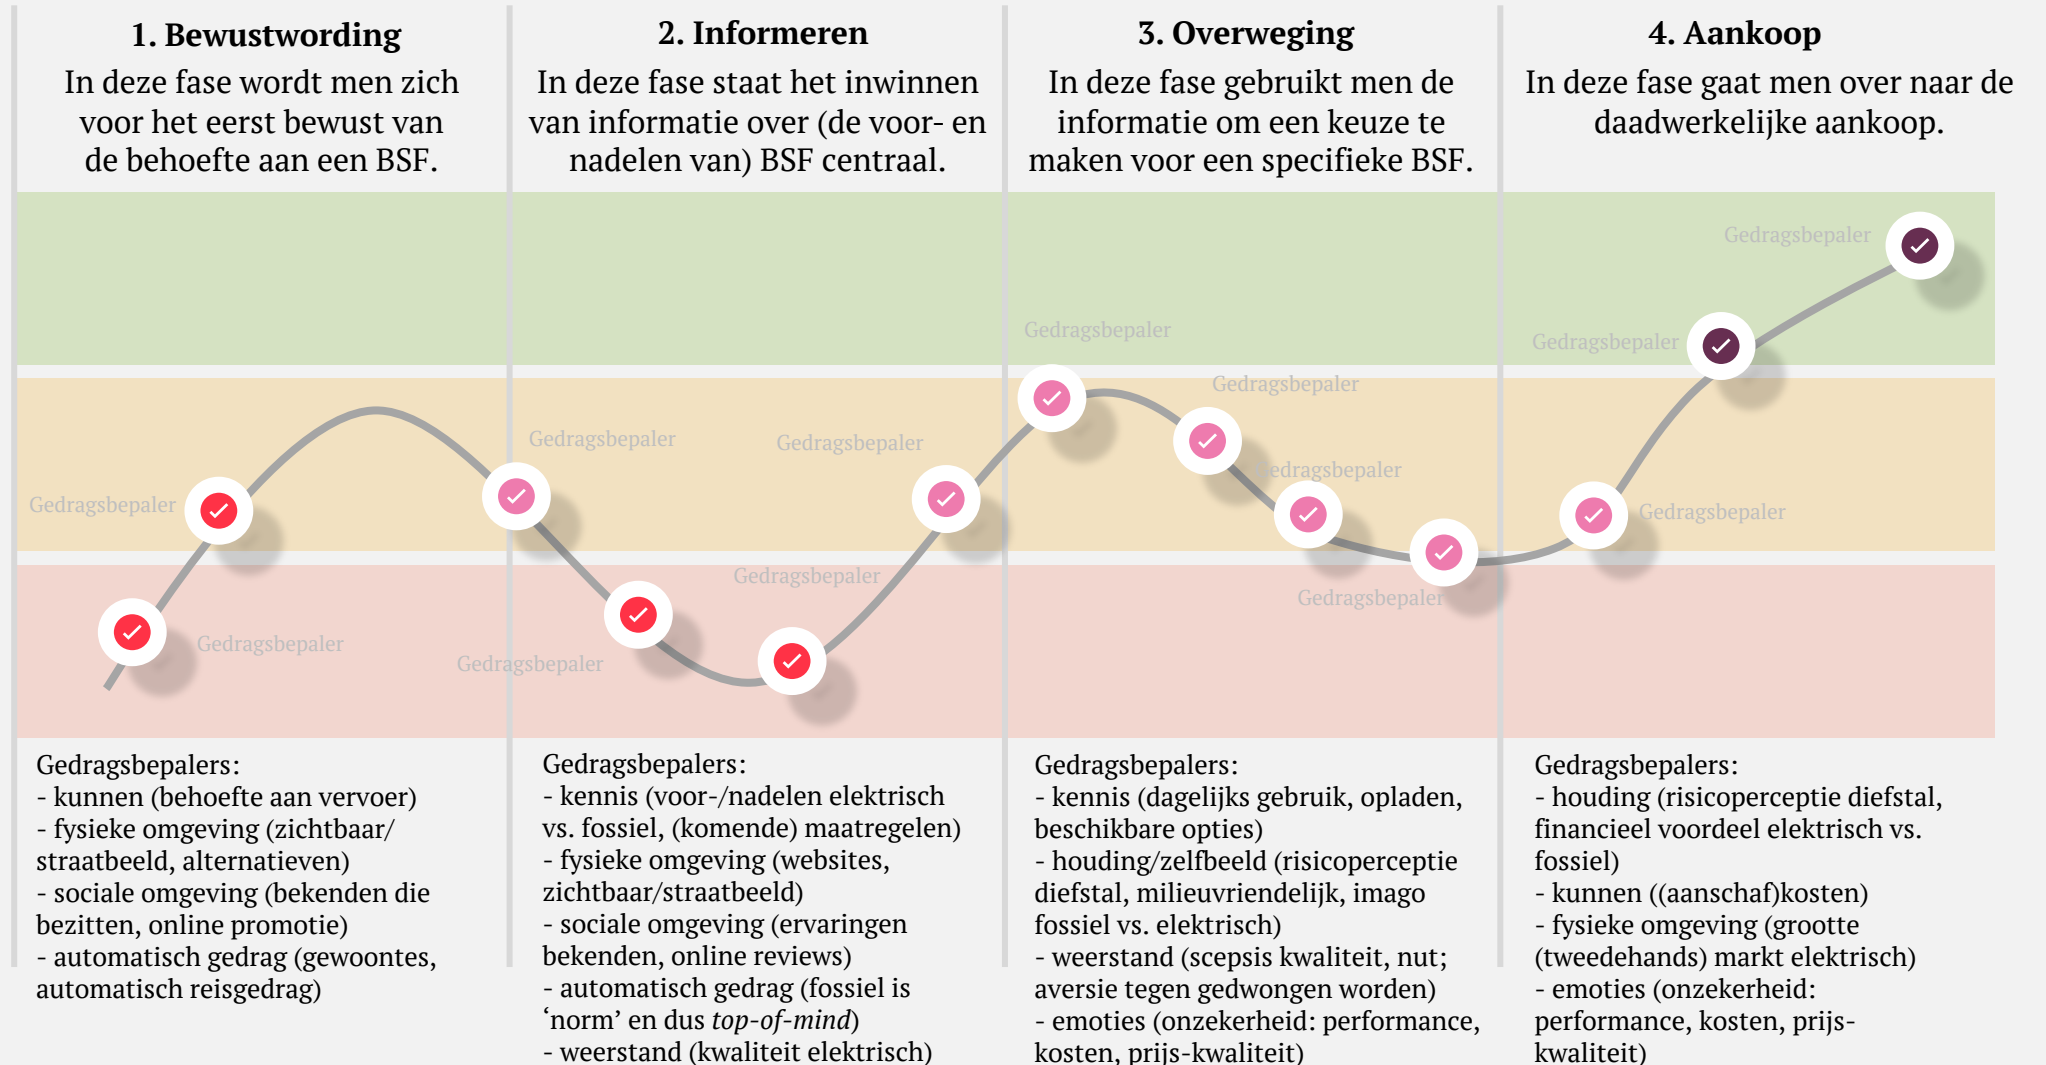 1. Bewustwording
In deze fase wordt men zich
voor het eerst bewust van
de behoefte aan een BSF.
Gedragsbepaler
Gedragsbepaler
Gedragsbepalers:
- kunnen (behoefte aan vervoer)
- fysieke omgeving (zichtbaar/
straatbeeld, alternatieven)
- sociale omgeving (bekenden die
bezitten, online promotie)
- automatisch gedrag (gewoontes,
automatisch reisgedrag)
2. Informeren
In deze fase staat het inwinnen
van informatie over (de voor- en
nadelen van) BSF centraal.
Gedragsbepaler
Gedragsbepaler
Gedragsbepaler
Gedragsbepaler
Gedragsbepalers:
- kennis (voor-/nadelen elektrisch
vs. fossiel, (komende) maatregelen)
- fysieke omgeving (websites,
zichtbaar/straatbeeld)
- sociale omgeving (ervaringen
bekenden, online reviews)
- automatisch gedrag (fossiel is
‘norm’ en dus top-of-mind)
- weerstand (kwaliteit elektrisch)
3. Overweging
In deze fase gebruikt men de
informatie om een keuze te
maken voor een specifieke BSF.
Gedragsbepaler
Gedragsbepaler
Gedragsbepaler
Gedragsbepaler
Gedragsbepalers:
- kennis (dagelijks gebruik, opladen,
beschikbare opties)
- houding/zelfbeeld (risicoperceptie
diefstal, milieuvriendelijk, imago
fossiel vs. elektrisch)
- weerstand (scepsis kwaliteit, nut;
aversie tegen gedwongen worden)
- emoties (onzekerheid: performance,
kosten, prijs-kwaliteit)
4. Aankoop
In deze fase gaat men over naar de
daadwerkelijke aankoop.
Gedragsbepaler
Gedragsbepaler
Gedragsbepaler
Gedragsbepalers:
- houding (risicoperceptie diefstal,
financieel voordeel elektrisch vs.
fossiel)
- kunnen ((aanschaf)kosten)
- fysieke omgeving (grootte
(tweedehands) markt elektrisch)
- emoties (onzekerheid:
performance, kosten, prijs-
kwaliteit)